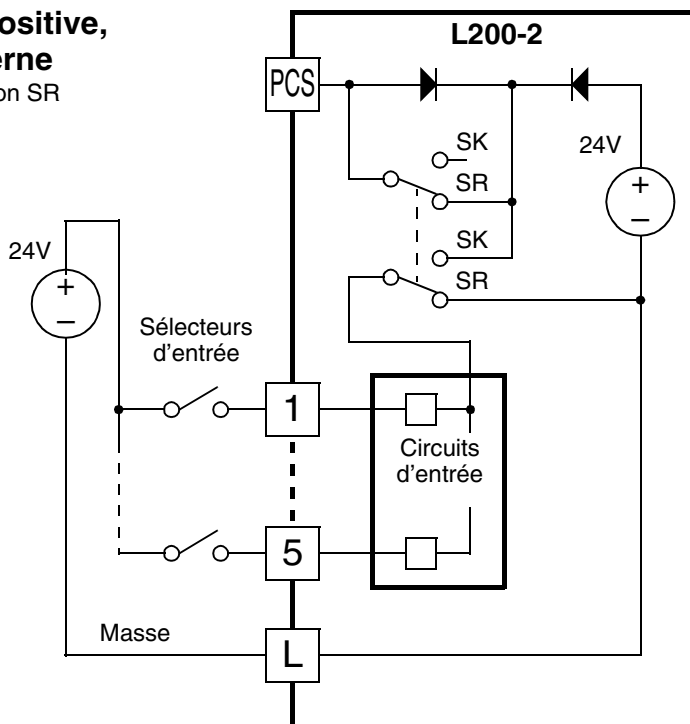 ositive,
erne
on SR
L200-2
PCS
SK
SR
24V
+
–
SK
SR
24V
+
–
Sélecteurs
d'entrée
1
Circuits
d'entrée
5
Masse
L